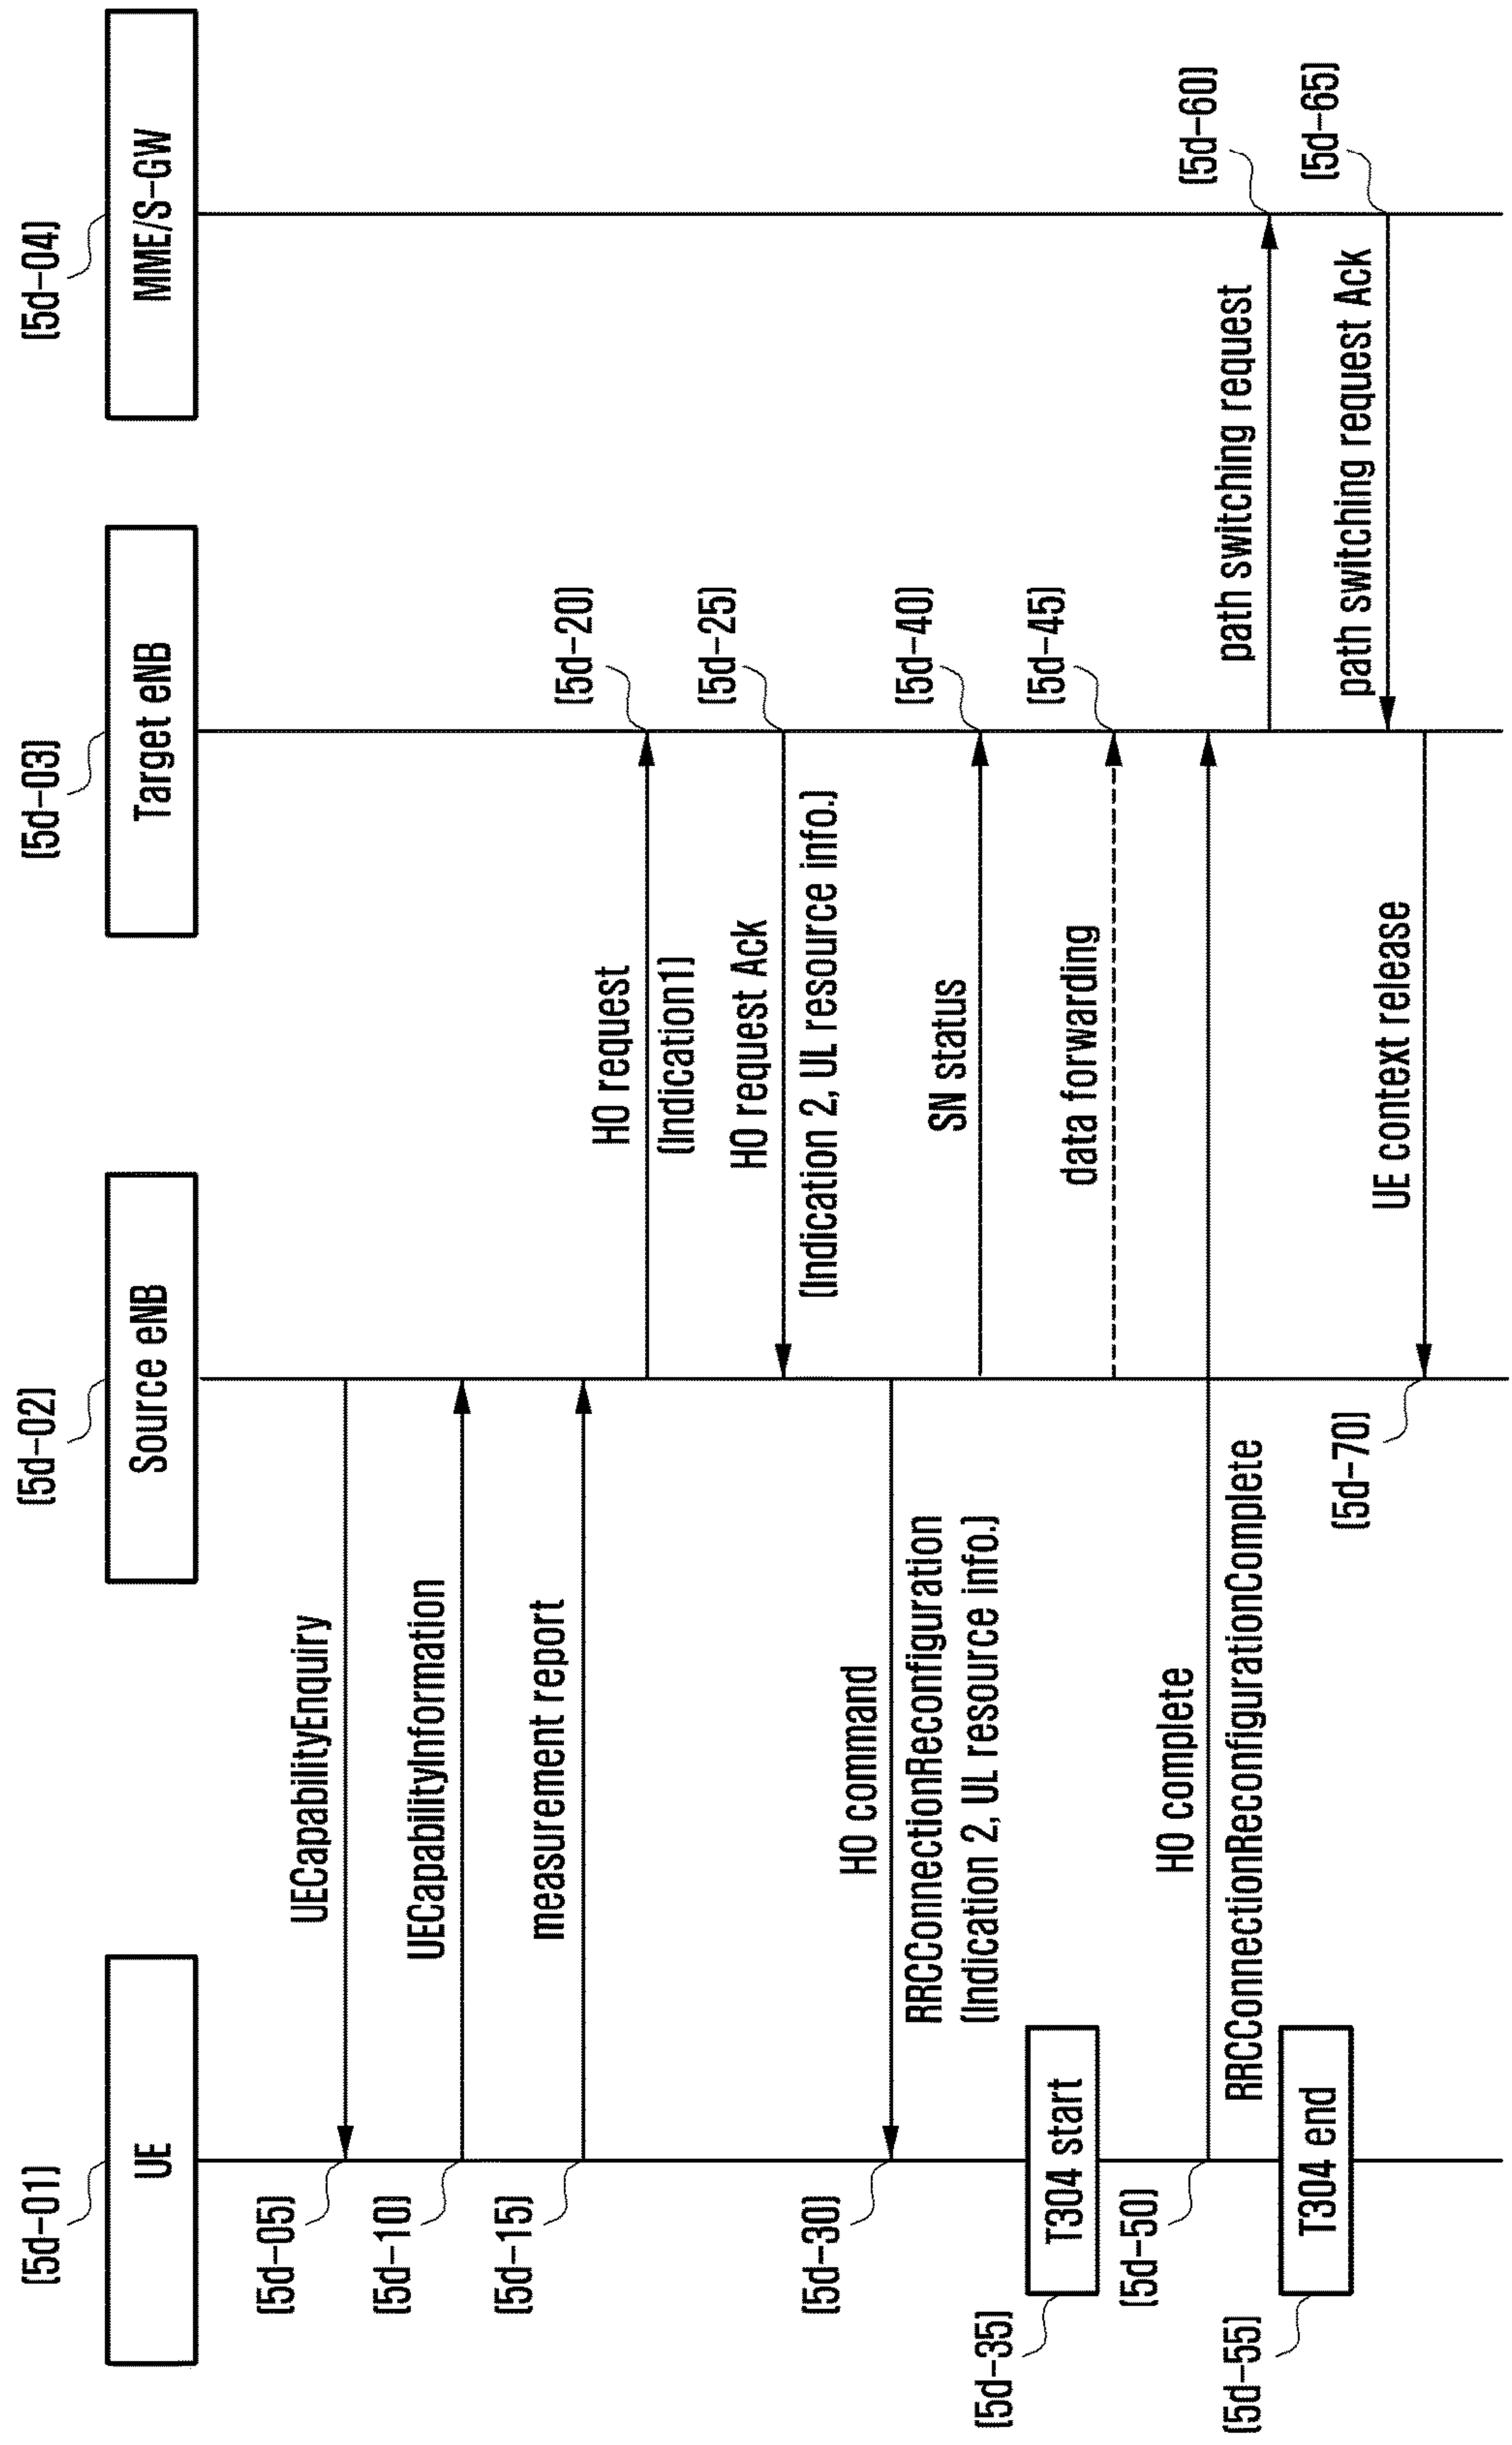 (5d-01)
(5d-02)
(5d-03)
(5d-04)
UE
Source eNB
Target eNB
MME/S-GW
UECapabilityEnquiry
(5d-05)
UECapabilityInformation
(5d-10)
measurement report
(5d-15)
HO request
(5d-20)
(Indication1)
HO request Ack
(5d-25)
(Indication 2, UL resource info.)
HO command
(5d-30)
RRCConnectionReconfiguration
(Indication 2, UL resource info.)
SN status
(5d-40)
T304 start
(5d-35)
data forwarding
(5d-45)
HO complete
(5d-50)
RRCConnectionReconfigurationComplete
path switching request
(5d-60)
T304 end
(5d-55)
path switching request Ack
(5d-65)
UE context release
(5d-70)